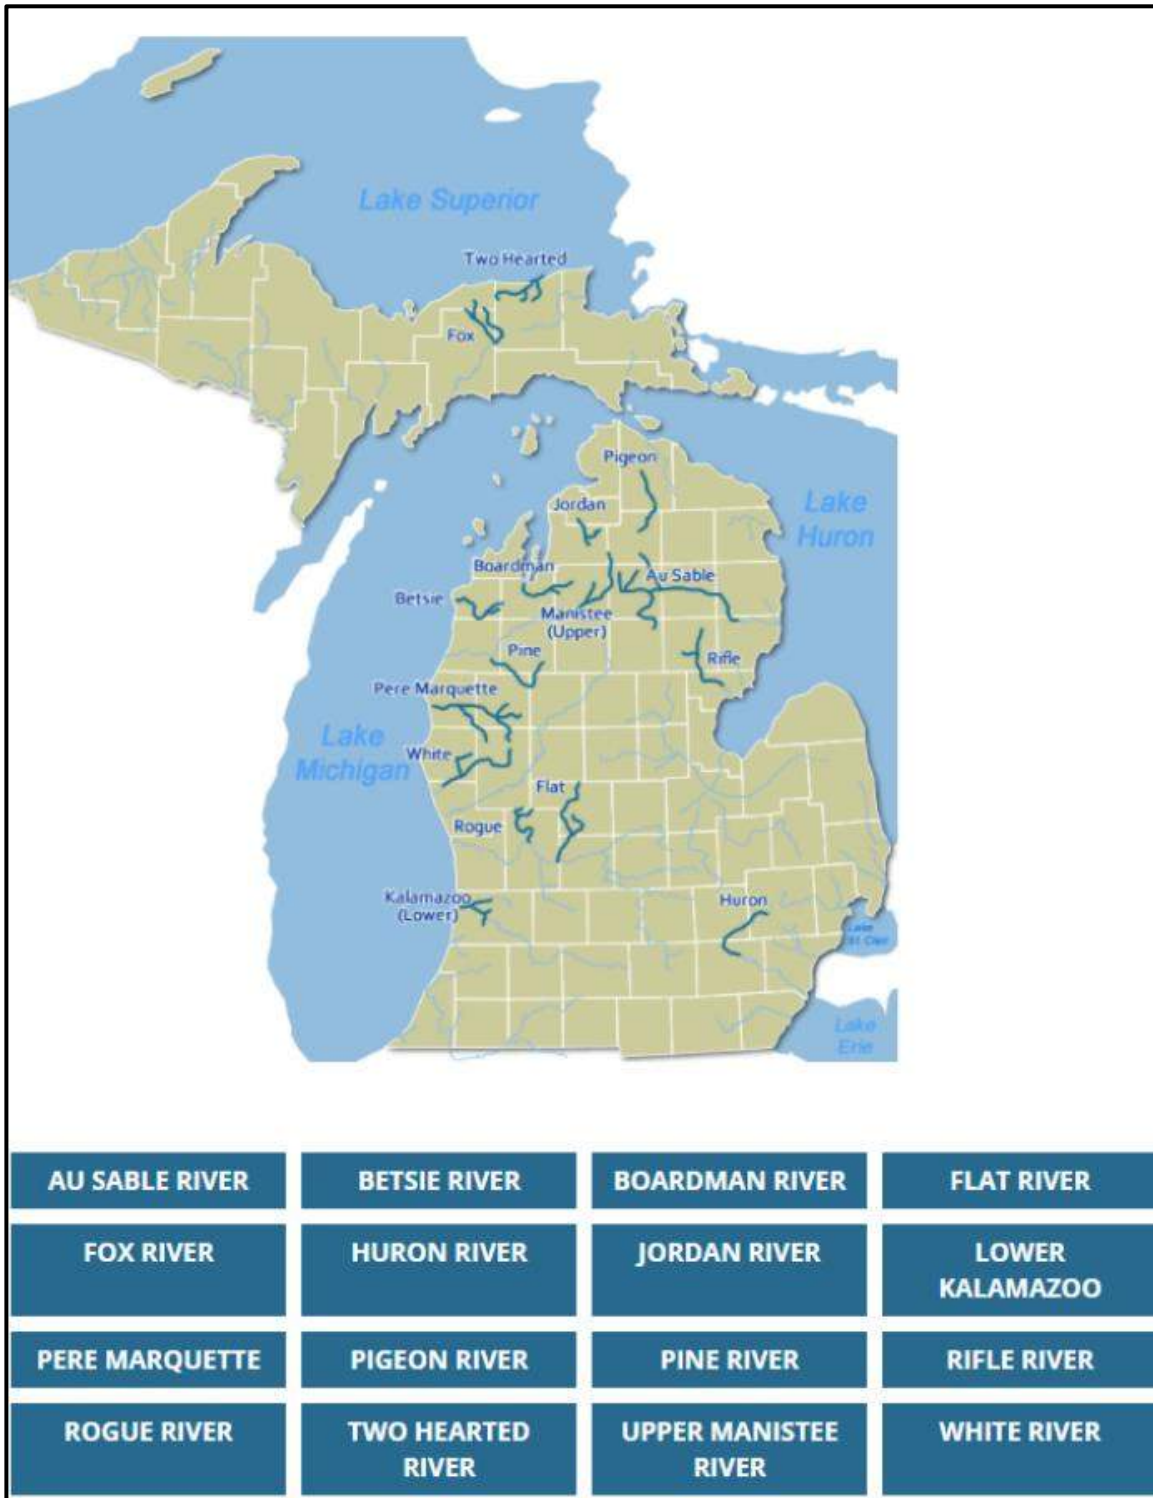 Lake Superior
Two Hearted
Fox
Pigeon
Jordan
Lake
Huron
Boardman
Au Sable
Betsie
Manistee
(Upper)
Pine
Rifle
Pere Marquette
Lake
Michigan
White
Flat
Rogue
Kalamazoo
(Lower)
Huron
Lake
St Clair
Lake
Erie
AU SABLE RIVER
BETSIE RIVER
BOARDMAN RIVER
FLAT RIVER
FOX RIVER
HURON RIVER
JORDAN RIVER
LOWER
KALAMAZOO
PERE MARQUETTE
PIGEON RIVER
PINE RIVER
RIFLE RIVER
ROGUE RIVER
TWO HEARTED
RIVER
UPPER MANISTEE
RIVER
WHITE RIVER